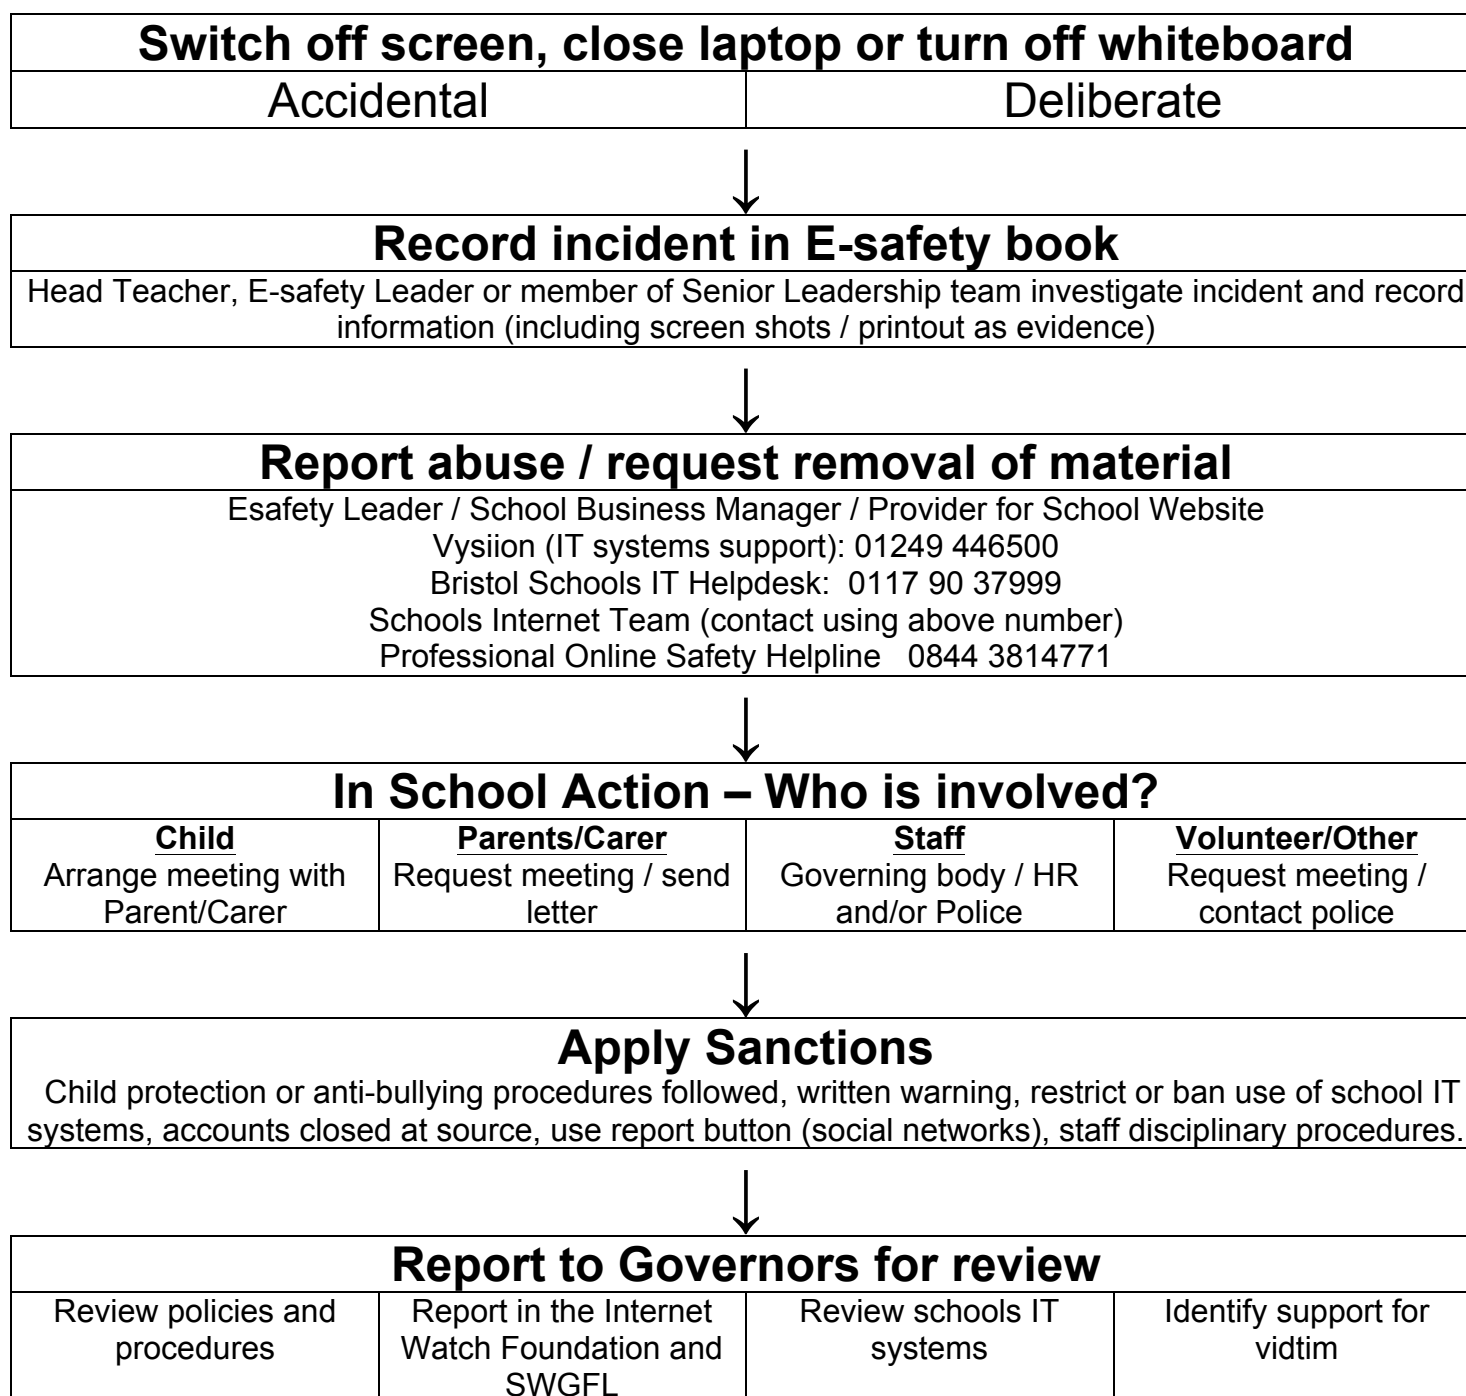 Switch off screen, close laptop or turn off whiteboard
Accidental
Deliberate
Record incident in E-safety book
Head Teacher, E-safety Leader or member of Senior Leadership team investigate incident and record
information (including screen shots / printout as evidence)
Report abuse / request removal of material
Esafety Leader / School Business Manager / Provider for School Website
Vysiion (IT systems support): 01249 446500
Bristol Schools IT Helpdesk:  0117 90 37999
Schools Internet Team (contact using above number)
Professional Online Safety Helpline   0844 3814771
In School Action – Who is involved?
Child
Arrange meeting with
Parent/Carer
Parents/Carer
Request meeting / send
letter
Staff
Governing body / HR
and/or Police
Volunteer/Other
Request meeting /
contact police
Apply Sanctions
Child protection or anti-bullying procedures followed, written warning, restrict or ban use of school IT
systems, accounts closed at source, use report button (social networks), staff disciplinary procedures.
Report to Governors for review
Review policies and
procedures
Report in the Internet
Watch Foundation and
SWGFL
Review schools IT
systems
Identify support for
vidtim